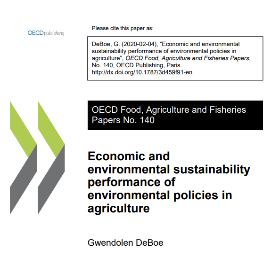 OECDpublishing
Please cite this paper as:
DeBoe, G. (2020-02-04), "Economic and environmental
sustainability performance of environmental policies in
agriculture", OECD Food, Agriculture and Fisheries Papers,
No. 140, OECD Publishing, Paris.
http://dx.doi.org/10.1787/3d459f91-en
OECD Food, Agriculture and Fisheries
Papers No. 140
Economic and
environmental sustainability
performance of
environmental policies in
agriculture
Gwendolen DeBoe